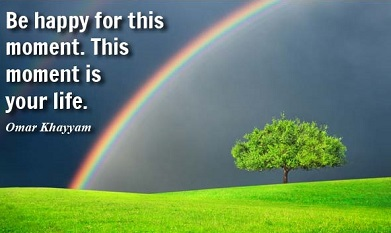 Be happy for this
moment. This
moment is
your life.
Omar Khayyam